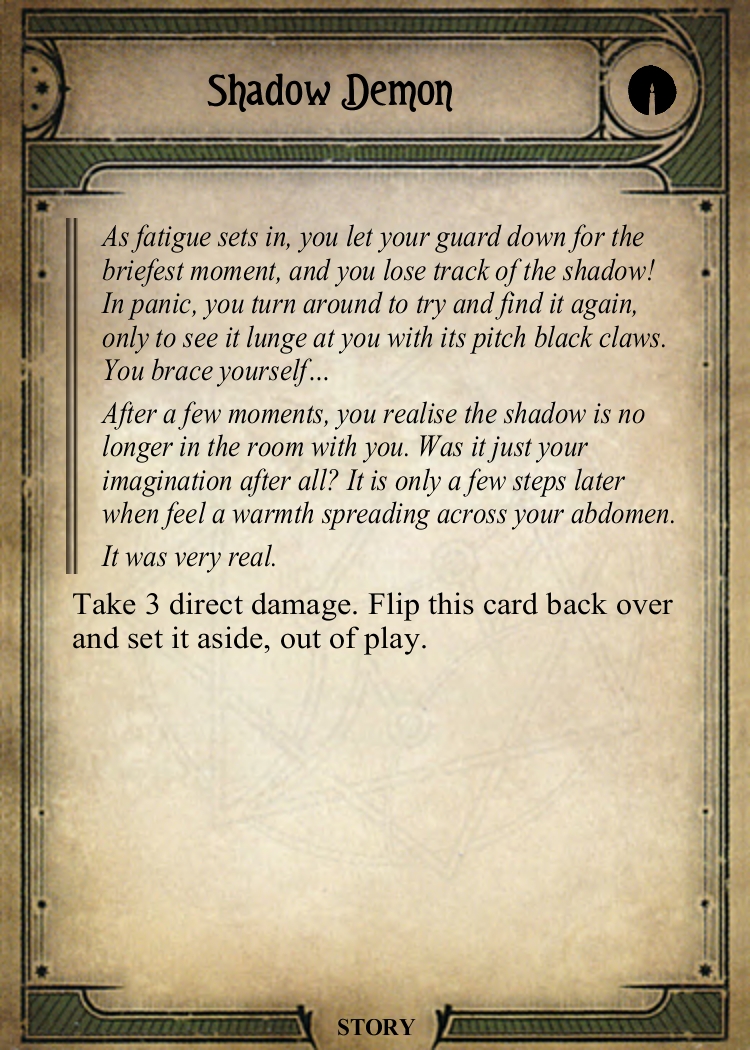 Shadow Demon
As fatigue sets in, you let your guard down for the
briefest moment, and you lose track of the shadow!
In panic, you turn around to try and find it again,
only to see it lunge at you with its pitch black claws.
You brace yourself...
After a few moments, you realise the shadow is no
longer in the room with you. Was it just your
imagination after all? It is only a few steps later
when feel a warmth spreading across your abdomen.
It was very real.
Take 3 direct damage. Flip this card back over
and set it aside, out of play.
STORY